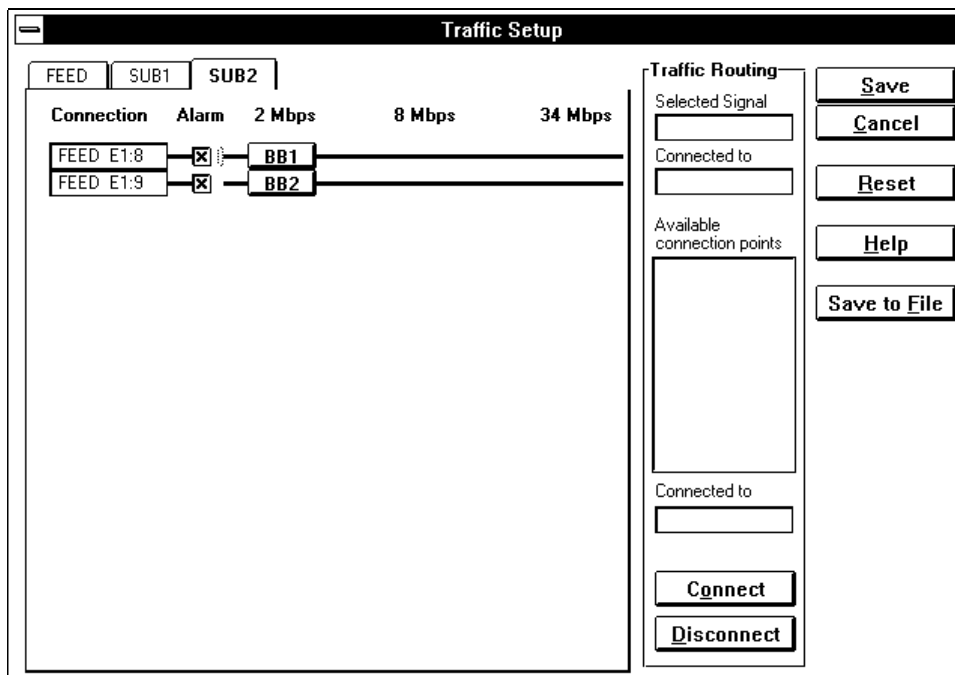 Traffic Setup
FEED SUB1 SUB2
Connection Alarm 2 Mbps 8 Mbps 34 Mbps
FEED E1:8 BB1
FEED E1:9 BB2
Traffic Routing
Selected Signal
Connected to
Available
connection points
Connected to
Connect
Disconnect
Save
Cancel
Reset
Help
Save to File